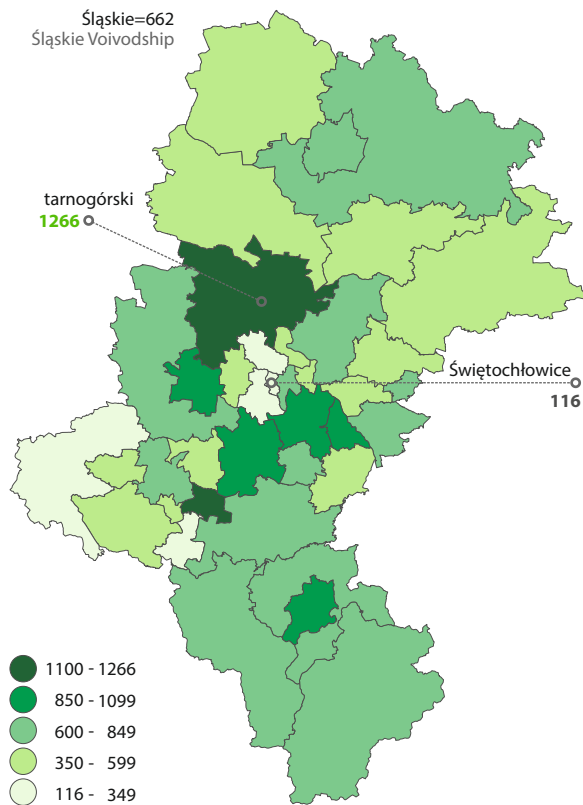 Śląskie=662
Śląskie Voivodship
tarnogórski
1266
Świętochłowice
116
1100 - 1266
850 - 1099
600 - 849
350 - 599
116 - 349